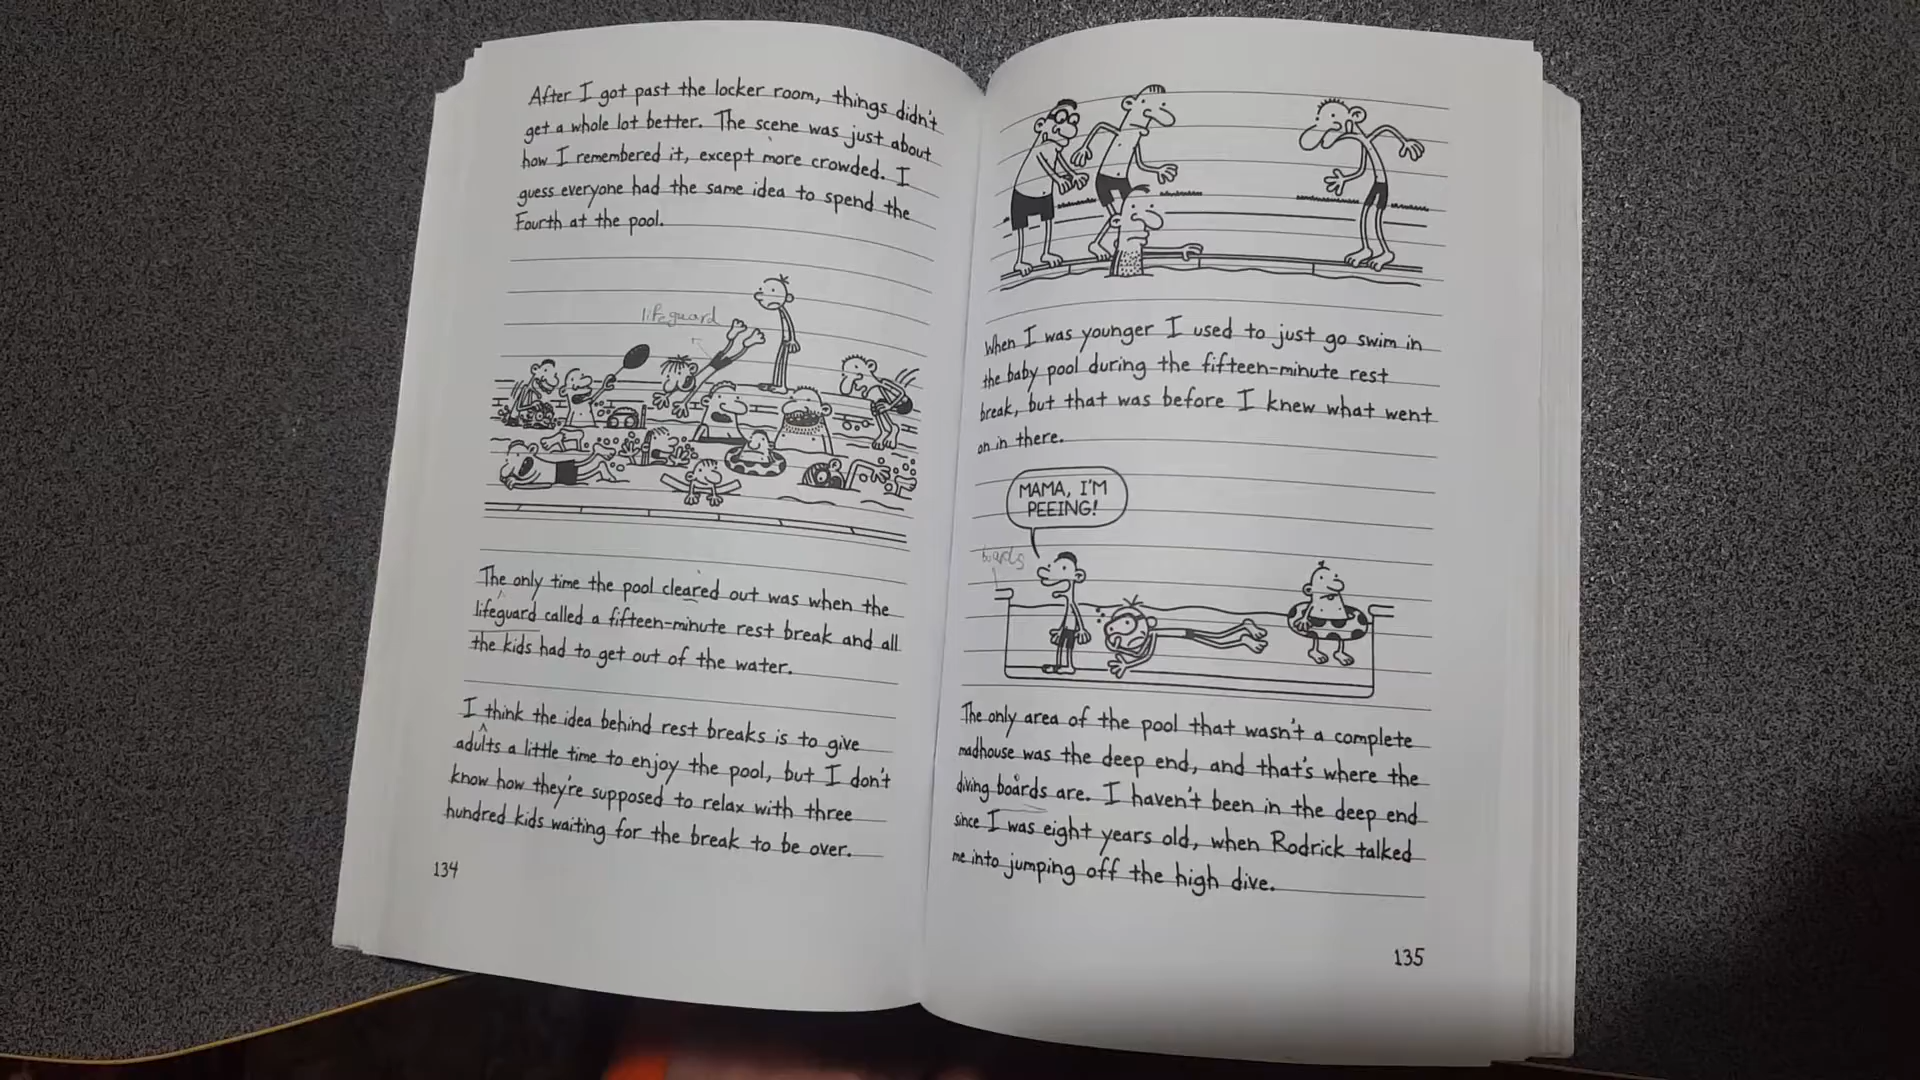 After I got past the locker room, things didn't
get a whole lot better. The scene was just about
how I remembered it, except more crowded. I
guess everyone had the same idea to spend the
Fourth at the pool.
lifeguard
The only time the pool cleared out was when the
lifeguard called a fifteen-minute rest break and all
the kids had to get out of the water.
I think the idea behind rest breaks is to give
adults a little time to enjoy the pool, but I don't
know how they're supposed to relax with three
hundred kids waiting for the break to be over.
134
When I was younger I used to just go swim in
the baby pool during the fifteen-minute rest
break, but that was before I knew what went
on in there.
MAMA, I'M
PEEING!
boards
The only area of the pool that wasn't a complete
madhouse was the deep end, and that's where the
diving boards are. I haven't been in the deep end
since I was eight years old, when Rodrick talked
me into jumping off the high dive.
135